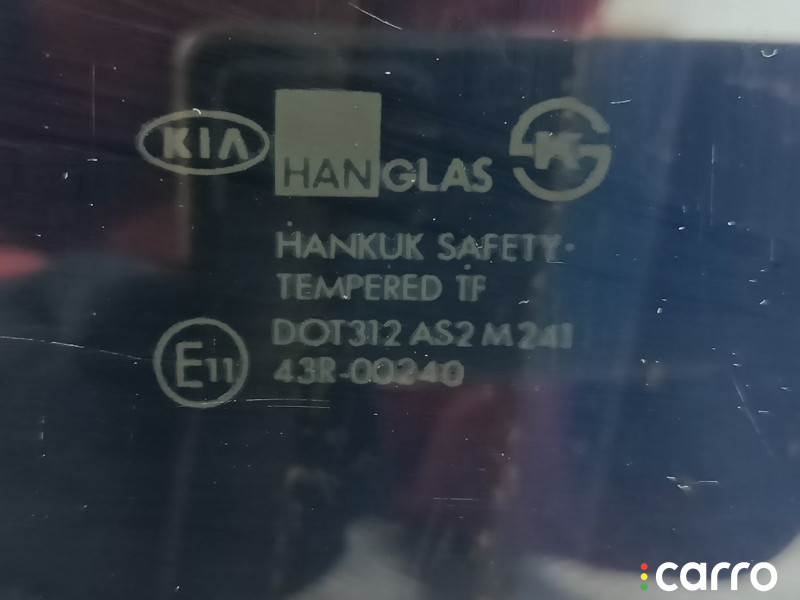 KIA HANGLAS K
HANKUK SAFETY
TEMPERED TF
DOT312 AS2 M241
E11 43R-00240
carro